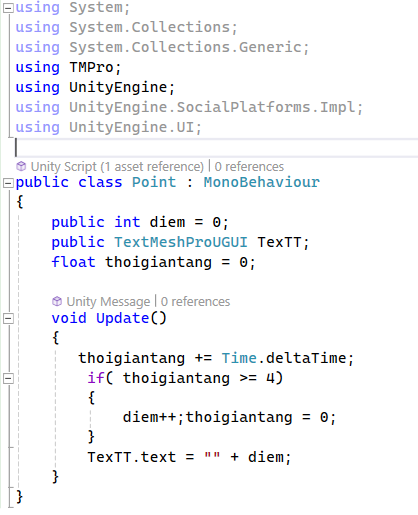 using System;
using System.Collections;
using System.Collections.Generic;
using TMPro;
using UnityEngine;
using UnityEngine.SocialPlatforms.Impl;
using UnityEngine.UI;
Unity Script (1 asset reference) | 0 references
public class Point : MonoBehaviour
{
public int diem = 0;
public TextMeshProUGUI TexTT;
float thoigiantang = 0;
Unity Message | 0 references
void Update()
{
thoigiantang += Time.deltaTime;
if( thoigiantang >= 4)
{
diem++;thoigiantang = 0;
}
TexTT.text = "" + diem;
}
}